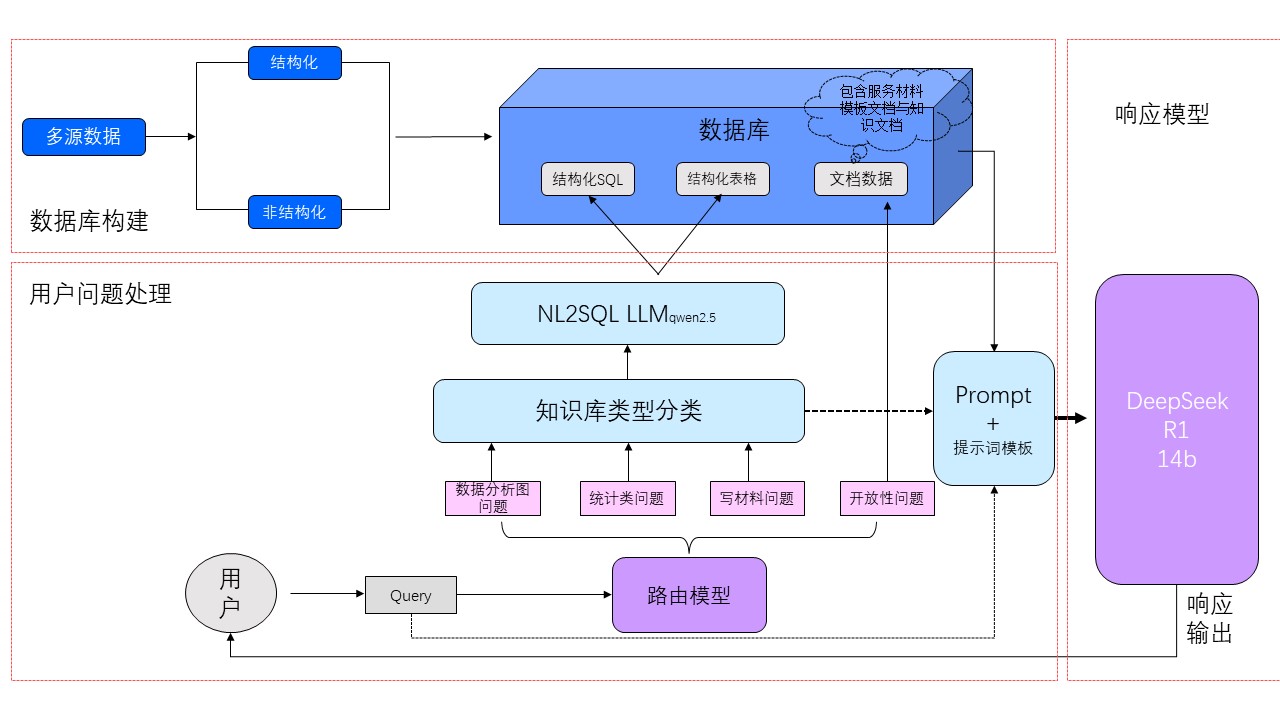 结构化
多源数据
非结构化
数据库构建
包含服务材料
模板文档与知
识文档
数据库
结构化SQL
结构化表格
文档数据
响应模型
用户问题处理
NL2SQL LLMqwen2.5
知识库类型分类
数据分析图
问题
统计类问题
写材料问题
开放性问题
Prompt
+
提示词模板
DeepSeek
R1
14b
用
户
Query
路由模型
响应
输出